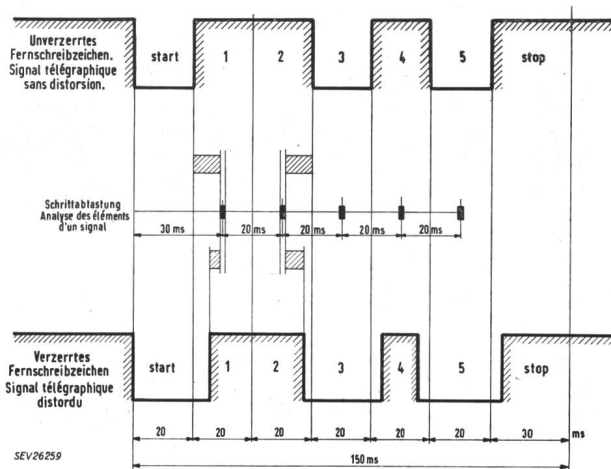 Unverzerrtes
Fernschreibzeichen.
Signal télégraphique
sans distorsion.
start 1 2 3 4 5 stop
Schrittabtastung
Analyse des éléments
d'un signal
30 ms 20 ms 20 ms 20 ms 20 ms
Verzerrtes
Fernschreibzeichen
Signal télégraphique
distordu
start 1 2 3 4 5 stop
20 20 20 20 20 20 30 ms
150 ms
SEV26259